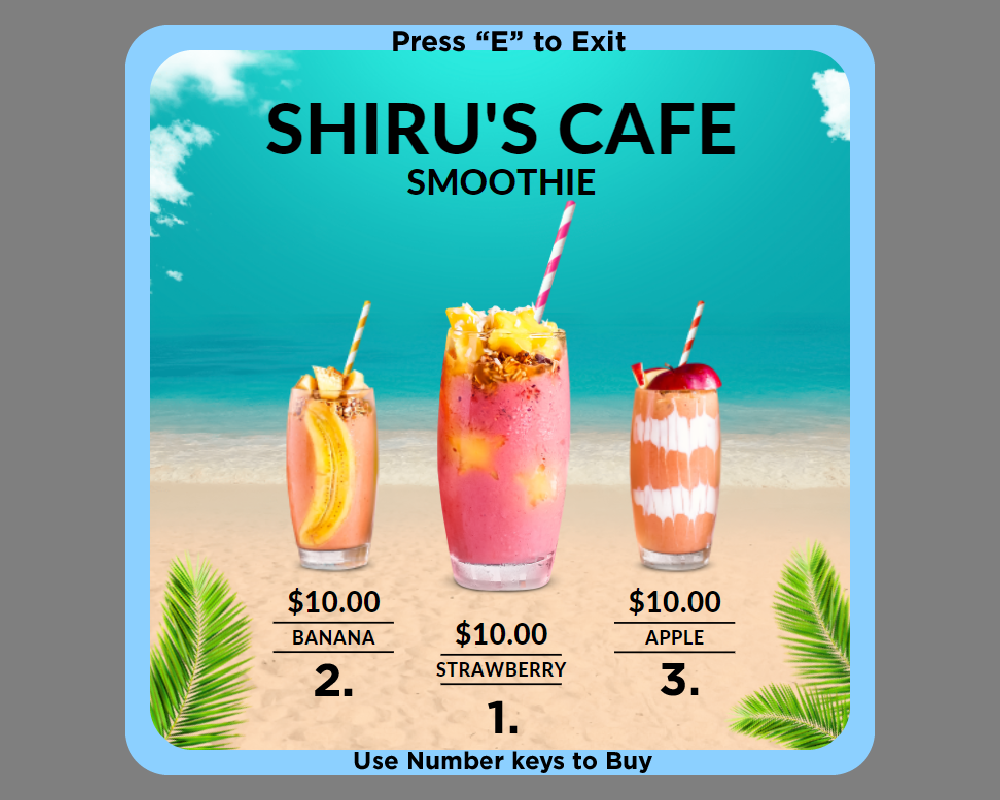 Press “E” to Exit
SHIRU'S CAFE
SMOOTHIE
$10.00
BANANA
2.
$10.00
STRAWBERRY
1.
$10.00
APPLE
3.
Use Number keys to Buy